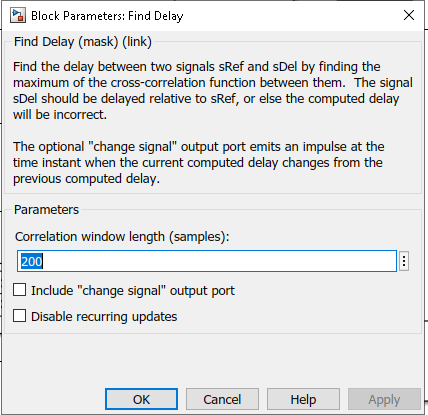 Block Parameters: Find Delay
Find Delay (mask) (link)
Find the delay between two signals sRef and sDel by finding the
maximum of the cross-correlation function between them.  The signal
sDel should be delayed relative to sRef, or else the computed delay
will be incorrect.
The optional "change signal" output port emits an impulse at the
time instant when the current computed delay changes from the
previous computed delay.
Parameters
Correlation window length (samples):
200
Include "change signal" output port
Disable recurring updates
OK Cancel Help Apply